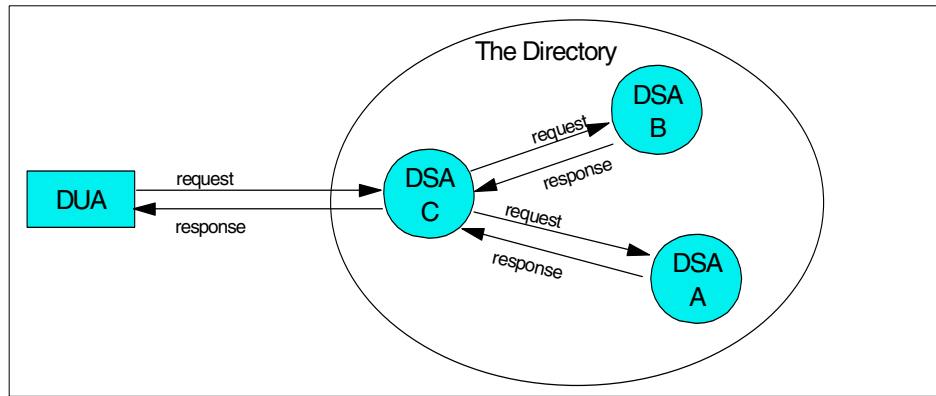 The Directory
DSA
B
request
response
DUA
request
response
DSA
C
request
response
DSA
A